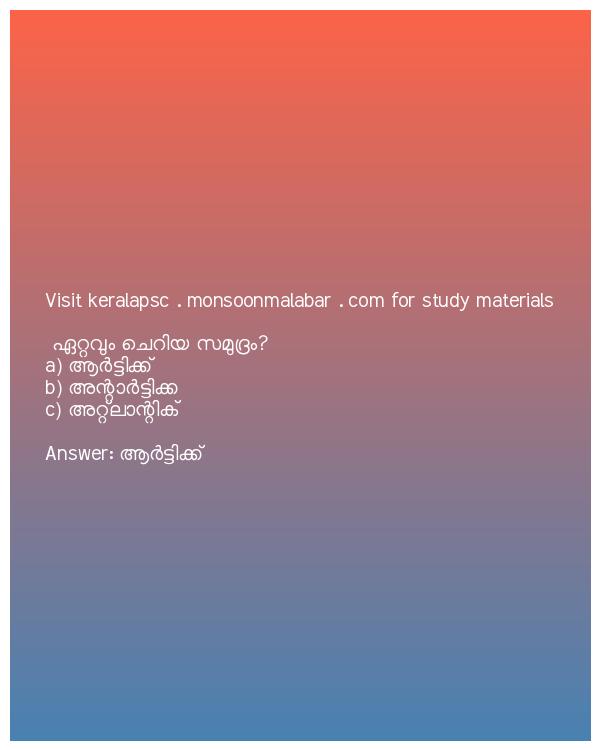 Visit keralapsc . monsoonmalabar . com for study materials
ഏറ്റവും ചെറിയ സമുദ്രം?
a) ആർട്ടിക്ക്
b) അന്റാർട്ടിക്ക
c) അറ്റ്ലാന്റിക്
Answer: ആർട്ടിക്ക്